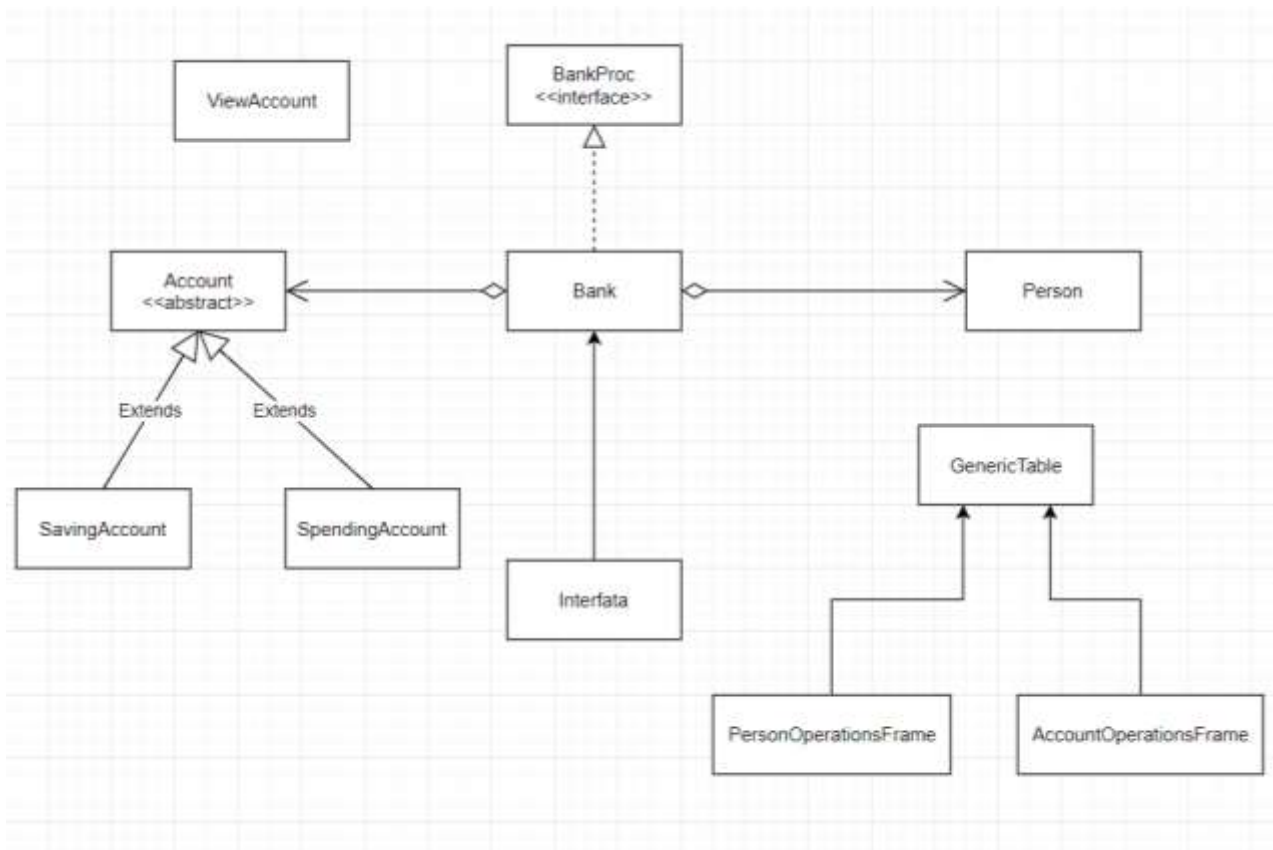 BankProc
<<interface>>
ViewAccount
Account
<<abstract>>
Bank
Person
Extends
Extends
GenericTable
SavingAccount
SpendingAccount
Interfata
PersonOperationsFrame
AccountOperationsFrame